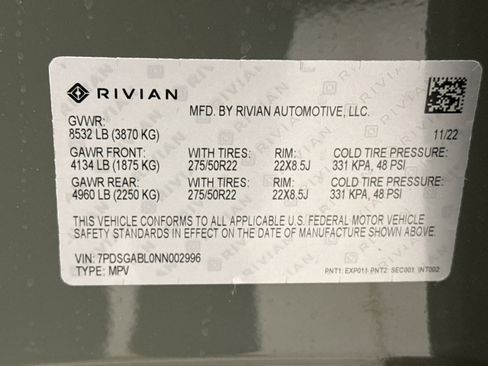 RIVIAN
MFD. BY RIVIAN AUTOMOTIVE, LLC.
GVWR:
8532 LB (3870 KG) 11/22
GAWR FRONT: WITH TIRES: RIM: COLD TIRE PRESSURE:
4134 LB (1875 KG) 275/50R22 22X8.5J 331 KPA, 48 PSI
GAWR REAR: WITH TIRES: RIM: COLD TIRE PRESSURE:
4960 LB (2250 KG) 275/50R22 22X8.5J 331 KPA, 48 PSI
THIS VEHICLE CONFORMS TO ALL APPLICABLE U.S. FEDERAL MOTOR VEHICLE
SAFETY STANDARDS IN EFFECT ON THE DATE OF MANUFACTURE SHOWN ABOVE.
VIN: 7PDSGABL0NN002996
TYPE: MPV PNT1: EXP011 PNT2: SEC001 INT002